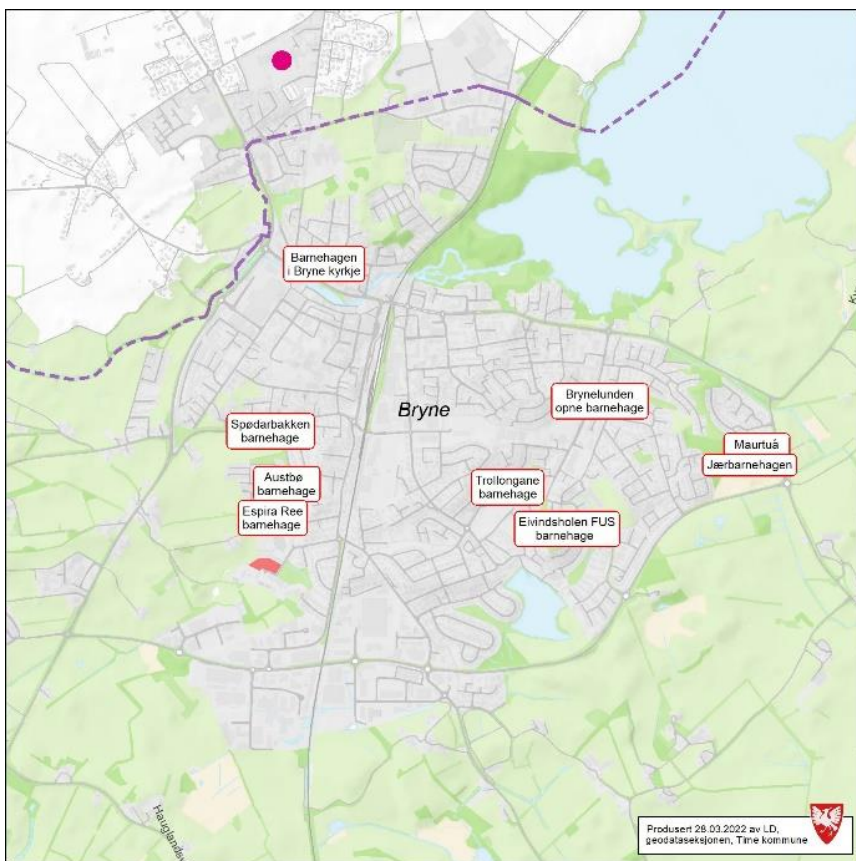 Barnehagen
i Bryne kyrkje
Bryne
Brynelunden
opne barnehage
Spødarbakken
barnehage
Maurtuå
Jærbarnehagen
Austbø
barnehage
Trollongane
barnehage
Espira Ree
barnehage
Eivindsholen FUS
barnehage
Produsert 28.03.2022 av LD,
geodataseksjonen, Time kommune